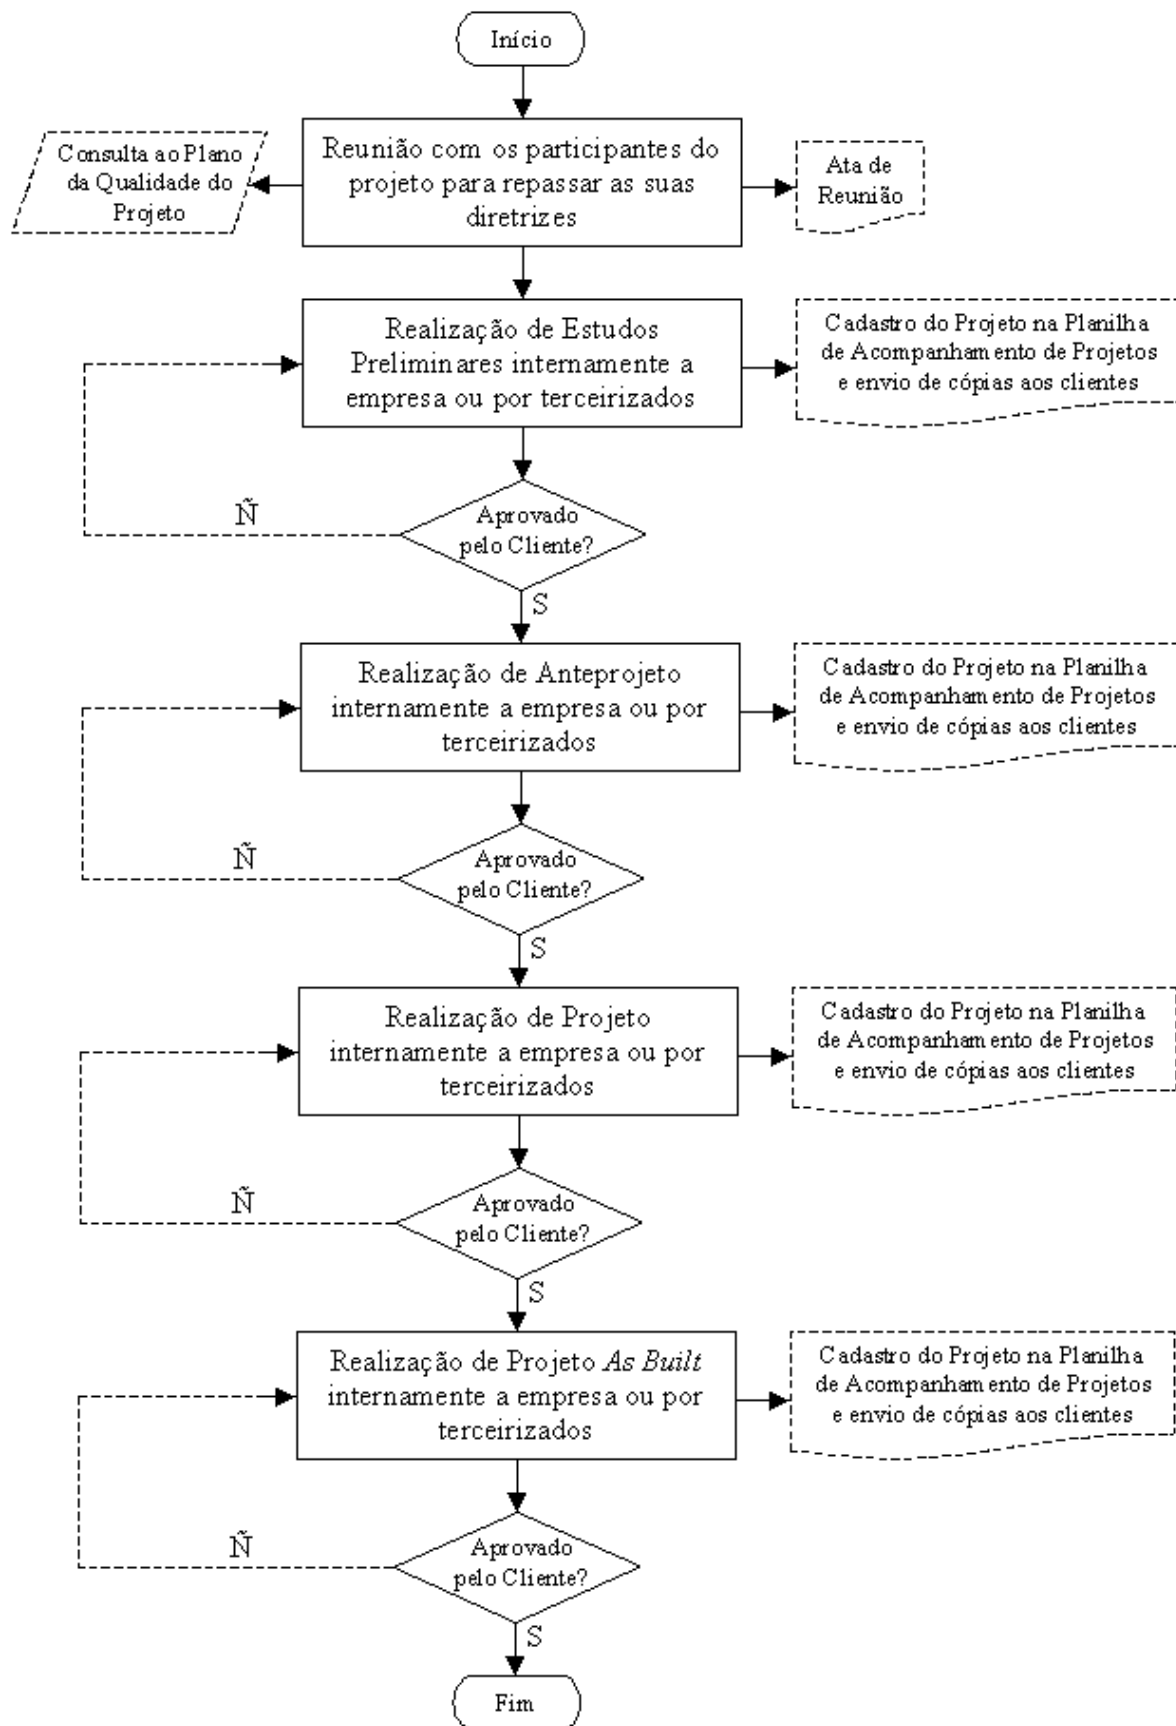 Início
Consulta ao Plano
da Qualidade do
Projeto
Reunião com os participantes do
projeto para repassar as suas
diretrizes
Ata de
Reunião
Realização de Estudos
Preliminares internamente a
empresa ou por terceirizados
Cadastro do Projeto na Planilha
de Acompanhamento de Projetos
e envio de cópias aos clientes
Ñ
Aprovado
pelo Cliente?
S
Realização de Anteprojeto
internamente a empresa ou por
terceirizados
Cadastro do Projeto na Planilha
de Acompanhamento de Projetos
e envio de cópias aos clientes
Ñ
Aprovado
pelo Cliente?
S
Realização de Projeto
internamente a empresa ou por
terceirizados
Cadastro do Projeto na Planilha
de Acompanhamento de Projetos
e envio de cópias aos clientes
Ñ
Aprovado
pelo Cliente?
S
Realização de Projeto As Built
internamente a empresa ou por
terceirizados
Cadastro do Projeto na Planilha
de Acompanhamento de Projetos
e envio de cópias aos clientes
Ñ
Aprovado
pelo Cliente?
S
Fim